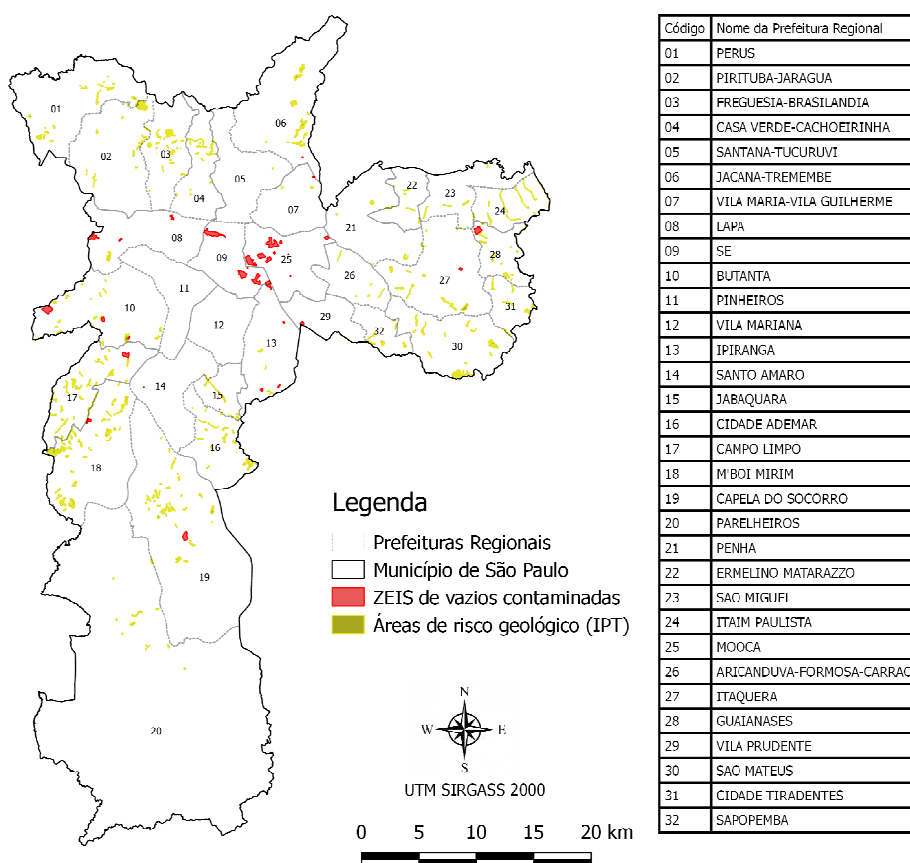 01
02
03
04
05
06
07
08
09
10
11
12
13
14
15
16
17
18
19
20
21
22
23
24
25
26
27
28
29
30
31
32
Legenda
Prefeituras Regionais
Município de São Paulo
ZEIS de vazios contaminadas
Áreas de risco geológico (IPT)
N
W E
S
UTM SIRGASS 2000
0 5 10 15 20 km
Código Nome da Prefeitura Regional
01 PERUS
02 PIRITUBA-JARAGUA
03 FREGUESIA-BRASILANDIA
04 CASA VERDE-CACHOEIRINHA
05 SANTANA-TUCURUVI
06 JACANA-TREMEMBE
07 VILA MARIA-VILA GUILHERME
08 LAPA
09 SE
10 BUTANTA
11 PINHEIROS
12 VILA MARIANA
13 IPIRANGA
14 SANTO AMARO
15 JABAQUARA
16 CIDADE ADEMAR
17 CAMPO LIMPO
18 M'BOI MIRIM
19 CAPELA DO SOCORRO
20 PARELHEIROS
21 PENHA
22 ERMELINO MATARAZZO
23 SAO MIGUEL
24 ITAIM PAULISTA
25 MOOCA
26 ARICANDUVA-FORMOSA-CARRAO
27 ITAQUERA
28 GUAIANASES
29 VILA PRUDENTE
30 SAO MATEUS
31 CIDADE TIRADENTES
32 SAPOPEMBA